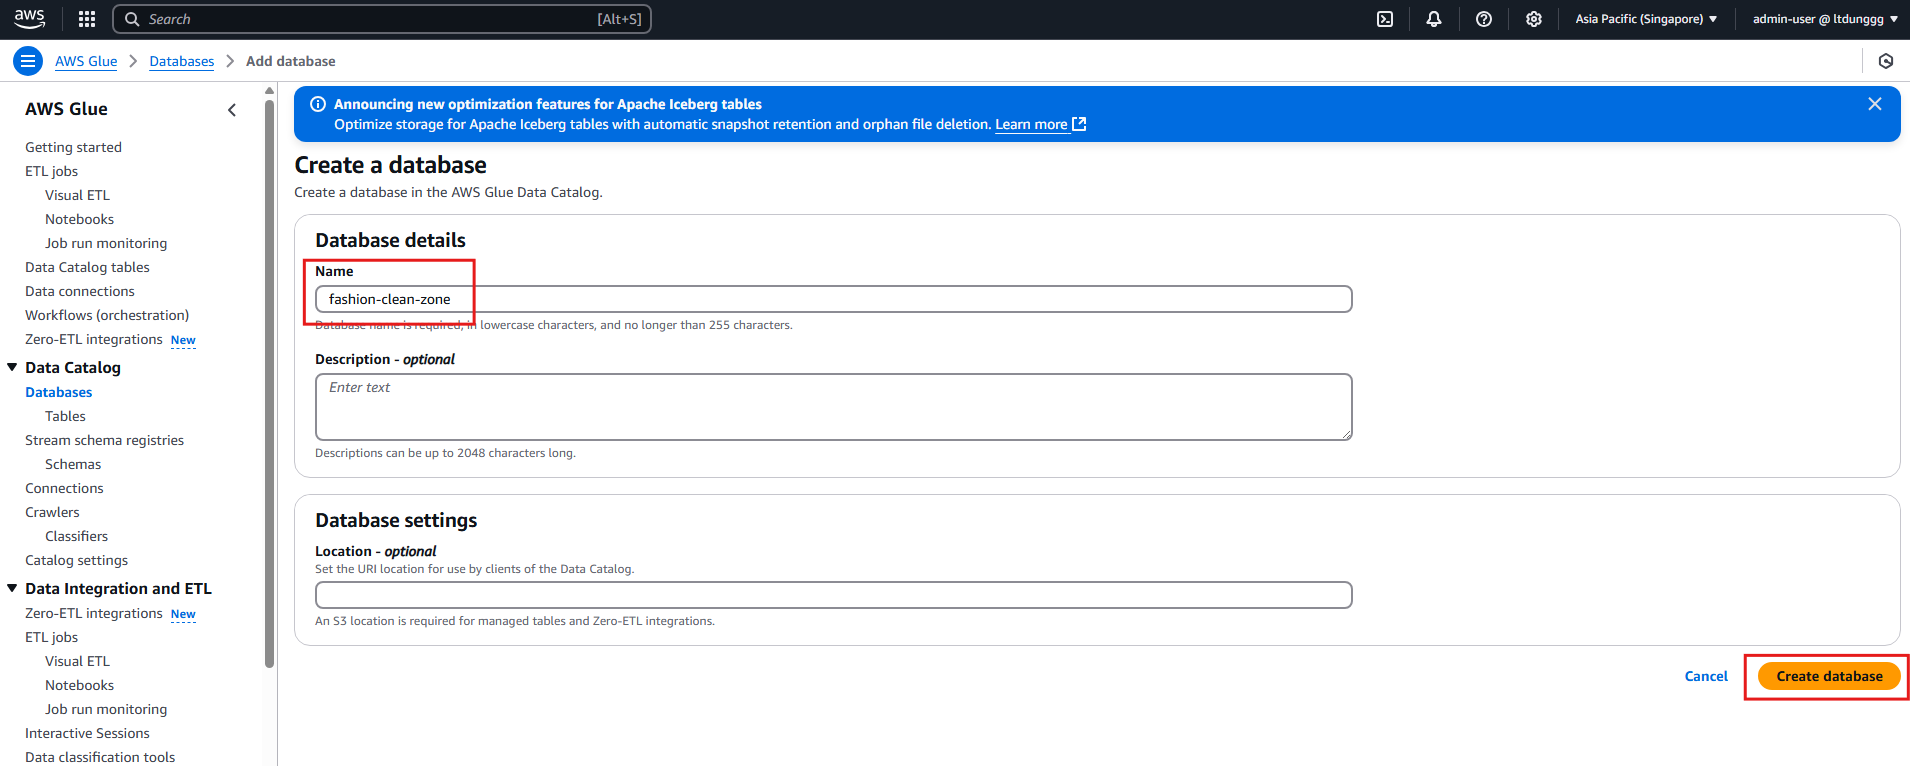 aws
Search [Alt+S]
Asia Pacific (Singapore) ▼
admin-user @ ltdunggg ▼
AWS Glue > Databases > Add database
AWS Glue
Getting started
ETL jobs
Visual ETL
Notebooks
Job run monitoring
Data Catalog tables
Data connections
Workflows (orchestration)
Zero-ETL integrations New
Data Catalog
Databases
Tables
Stream schema registries
Schemas
Connections
Crawlers
Classifiers
Catalog settings
Data Integration and ETL
Zero-ETL integrations New
ETL jobs
Visual ETL
Notebooks
Job run monitoring
Interactive Sessions
Data classification tools
Announcing new optimization features for Apache Iceberg tables
Optimize storage for Apache Iceberg tables with automatic snapshot retention and orphan file deletion. Learn more
Create a database
Create a database in the AWS Glue Data Catalog.
Database details
Name
fashion-clean-zone
Database name is required, in lowercase characters, and no longer than 255 characters.
Description - optional
Enter text
Descriptions can be up to 2048 characters long.
Database settings
Location - optional
Set the URI location for use by clients of the Data Catalog.
An S3 location is required for managed tables and Zero-ETL integrations.
Cancel
Create database